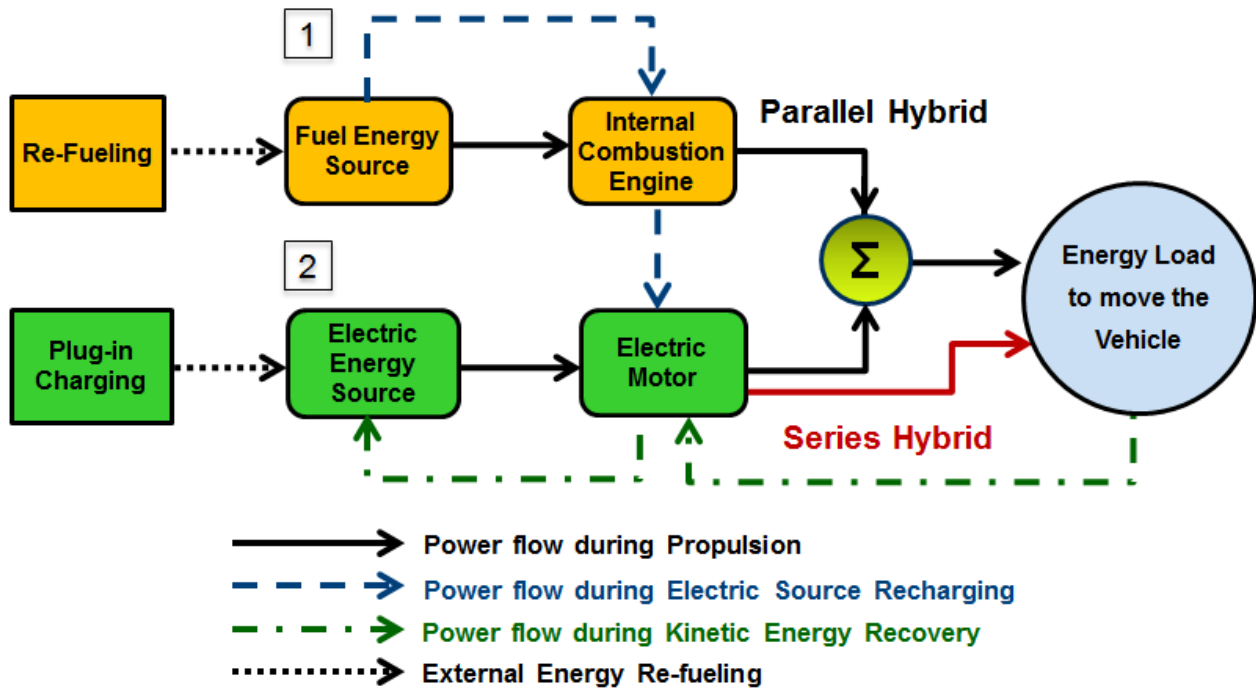 1
Re-Fueling
Fuel Energy
Source
Internal
Combustion
Engine
Parallel Hybrid
Σ
Energy Load
to move the
Vehicle
2
Plug-in
Charging
Electric
Energy
Source
Electric
Motor
Series Hybrid
Power flow during Propulsion
Power flow during Electric Source Recharging
Power flow during Kinetic Energy Recovery
External Energy Re-fueling